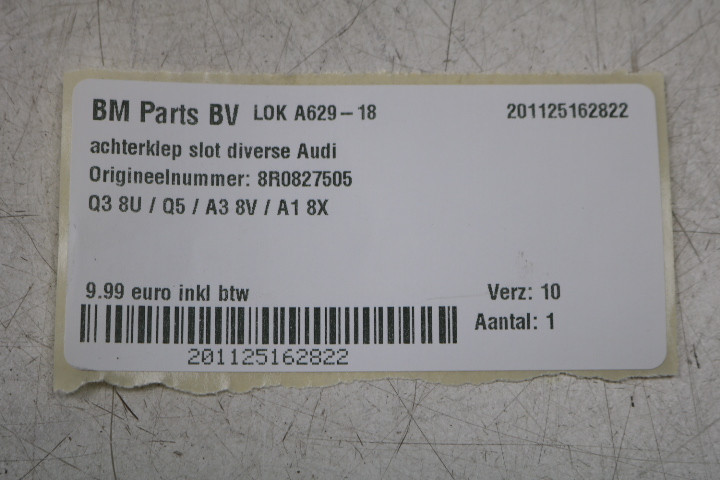 BM Parts BV LOK A629-18 201125162822
achterklep slot diverse Audi
Origineelnummer: 8R0827505
Q3 8U / Q5 / A3 8V / A1 8X
9.99 euro inkl btw Verz: 10
Aantal: 1
201125162822